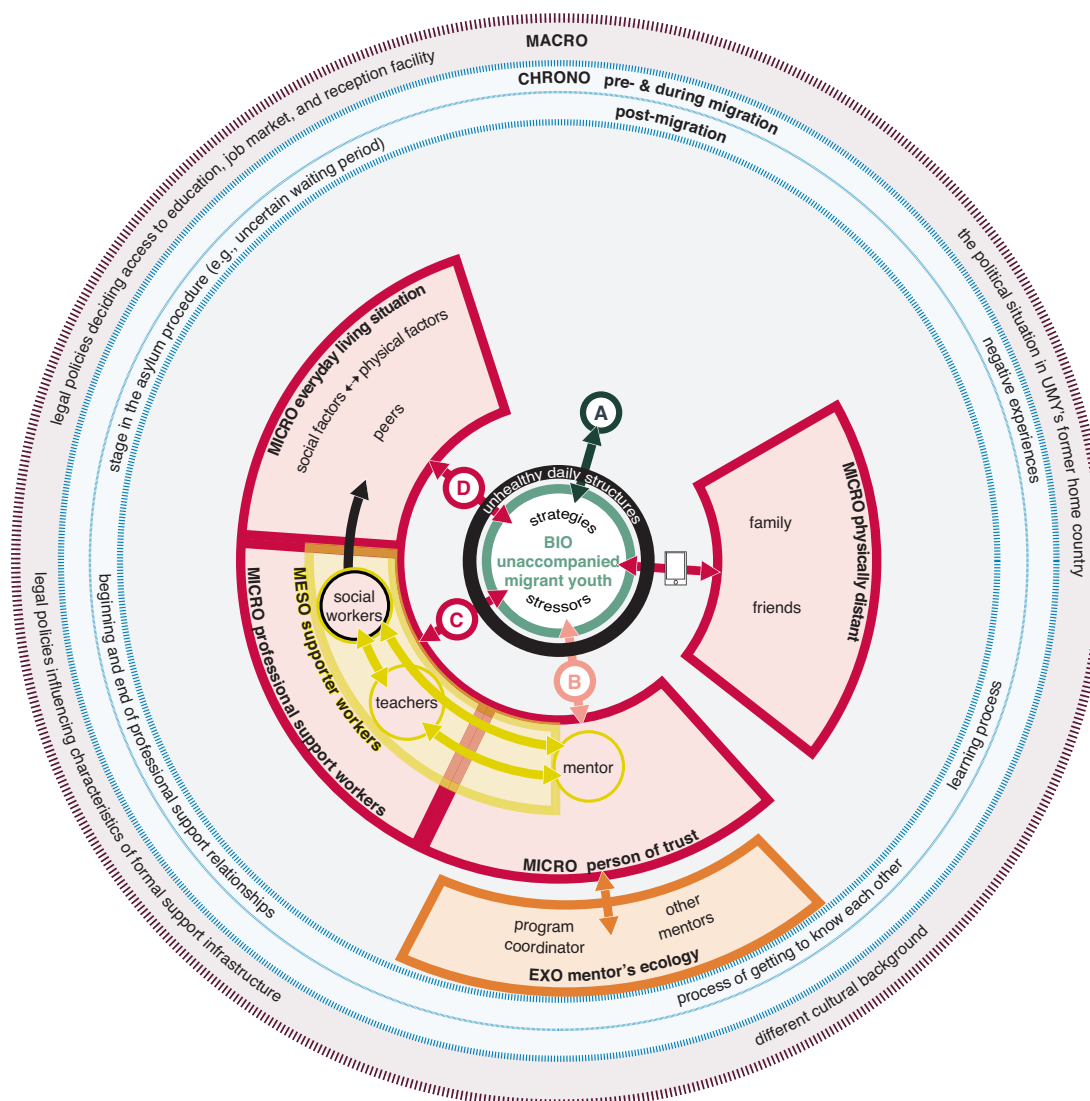 MACRO
legal policies deciding access to education, job market, and reception facility
the political situation in UMY's former home country
legal policies influencing characteristics of formal support infrastructure
different cultural background
CHRONO pre- & during migration
post-migration
stage in the asylum procedure (e.g., uncertain waiting period)
negative experiences
learning process
beginning and end of professional support relationships
process of getting to know each other
MICRO everyday living situation
social factors ↔ physical factors
peers
A
D
unhealthy daily structures
strategies
BIO
unaccompanied
migrant youth
stressors
MICRO physically distant
family
friends
C
B
MICRO professional support workers
MESO supporter workers
social
workers
teachers
mentor
MICRO person of trust
program
coordinator
other
mentors
EXO mentor's ecology